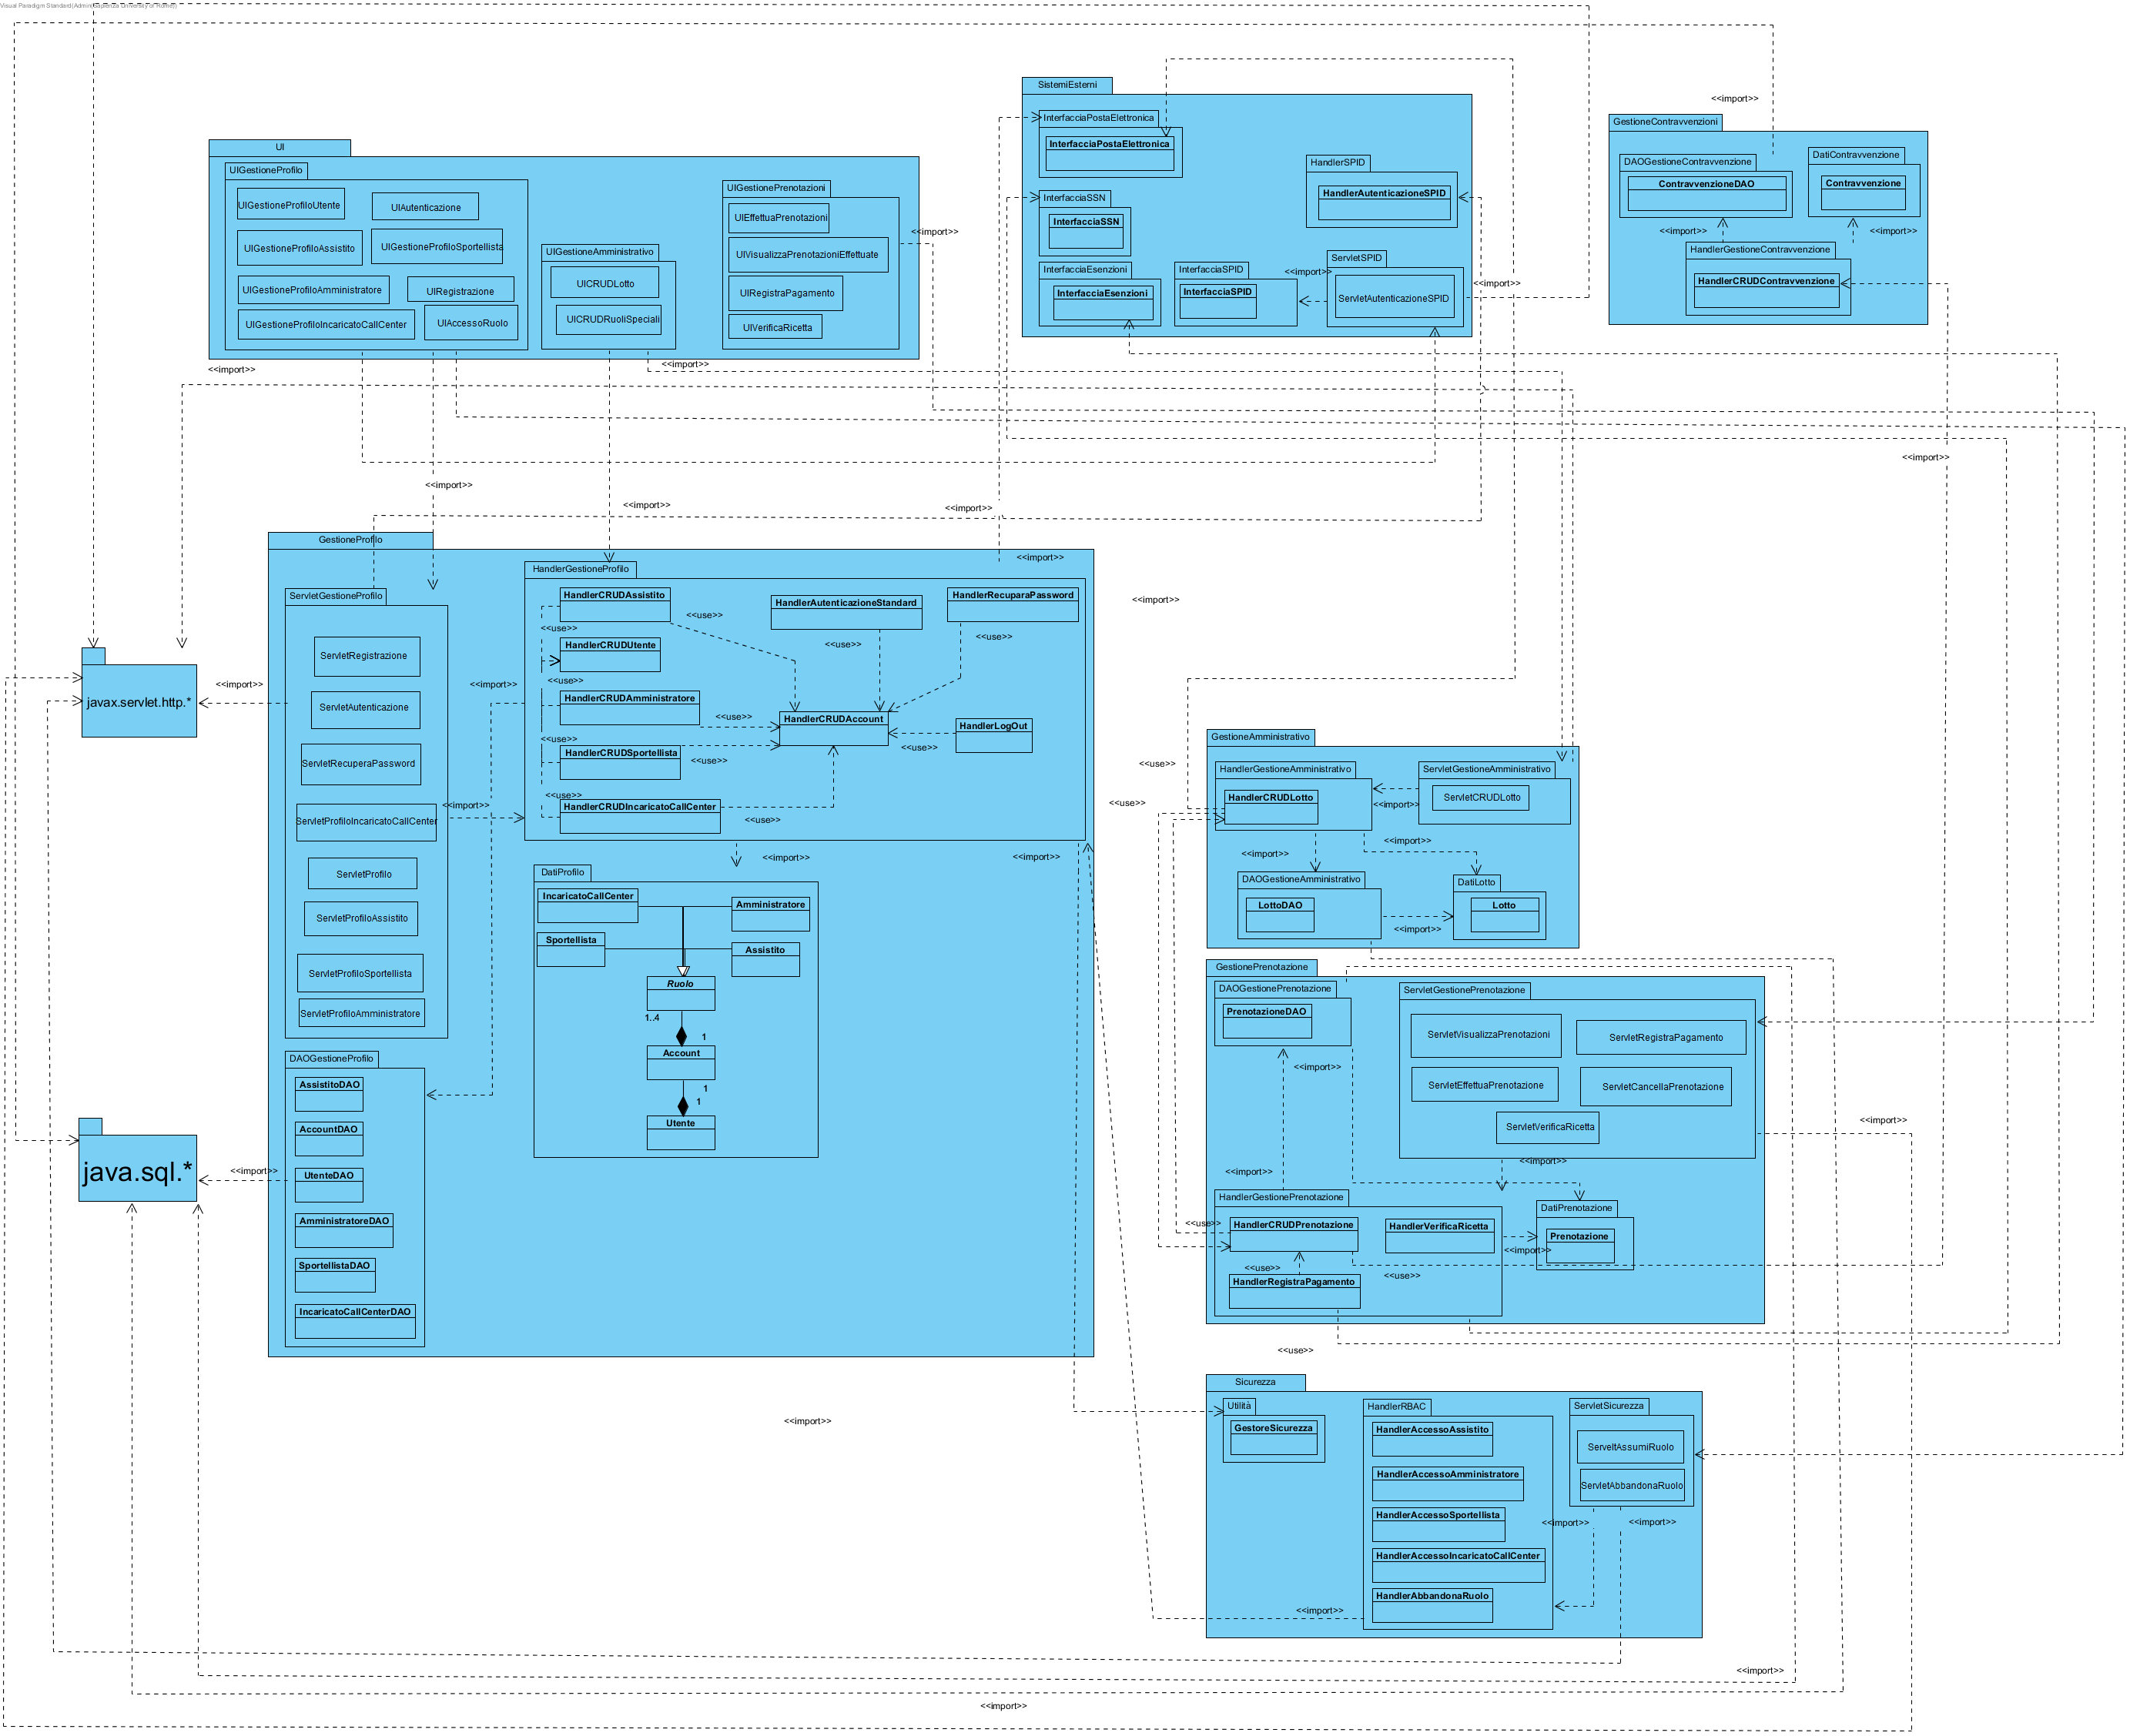 Visual Paradigm Standard(Admin(Sapienza University of Rome))
SistemiEsterni
<<import>>
InterfacciaPostaElettronica
InterfacciaPostaElettronica
HandlerSPID
HandlerAutenticazioneSPID
InterfacciaSSN
InterfacciaSSN
InterfacciaEsenzioni
InterfacciaEsenzioni
InterfacciaSPID
InterfacciaSPID
<<import>>
ServletSPID
ServletAutenticazioneSPID
<<import>>
GestioneContravvenzioni
DAOGestioneContravvenzione
ContravvenzioneDAO
DatiContravvenzione
Contravvenzione
<<import>>
<<import>>
HandlerGestioneContravvenzione
HandlerCRUDContravvenzione
UI
UIGestioneProfilo
UIGestioneProfiloUtente
UIAutenticazione
UIGestioneProfiloAssistito
UIGestioneProfiloSportellista
UIGestioneProfiloAmministratore
UIRegistrazione
UIGestioneProfiloIncaricatoCallCenter
UIAccessoRuolo
UIGestioneAmministrativo
UICRUDLotto
UICRUDRuoliSpeciali
UIGestionePrenotazioni
UIEffettuaPrenotazioni
UIVisualizzaPrenotazioniEffettuate
UIRegistraPagamento
UIVerificaRicetta
<<import>>
<<import>>
<<import>>
<<import>>
<<import>>
<<import>>
<<import>>
<<import>>
<<import>>
GestioneProfilo
ServletGestioneProfilo
ServletRegistrazione
ServletAutenticazione
ServletRecuperaPassword
ServletProfiloIncaricatoCallCenter
ServletProfilo
ServletProfiloAssistito
ServletProfiloSportellista
ServletProfiloAmministratore
HandlerGestioneProfilo
HandlerCRUDAssistito
HandlerAutenticazioneStandard
HandlerRecuparaPassword
<<use>>
<<use>>
<<use>>
<<use>>
HandlerCRUDUtente
<<use>>
HandlerCRUDAmministratore
<<use>>
HandlerCRUDAccount
HandlerLogOut
<<use>>
<<use>>
HandlerCRUDSportellista
<<use>>
<<use>>
HandlerCRUDIncaricatoCallCenter
<<use>>
<<import>>
<<import>>
<<import>>
javax.servlet.http.*
<<import>>
<<import>>
DatiProfilo
IncaricatoCallCenter
Amministratore
Sportellista
Assistito
Ruolo
1..4
1
Account
1
1
Utente
DAOGestioneProfilo
AssistitoDAO
AccountDAO
UtenteDAO
AmministratoreDAO
SportellistaDAO
IncaricatoCallCenterDAO
java.sql.*
<<import>>
<<import>>
<<use>>
<<use>>
GestioneAmministrativo
HandlerGestioneAmministrativo
HandlerCRUDLotto
ServletGestioneAmministrativo
ServletCRUDLotto
<<import>>
<<import>>
<<import>>
DAOGestioneAmministrativo
LottoDAO
DatiLotto
Lotto
<<import>>
GestionePrenotazione
DAOGestionePrenotazione
PrenotazioneDAO
ServletGestionePrenotazione
ServletVisualizzaPrenotazioni
ServletRegistraPagamento
ServletEffettuaPrenotazione
ServletCancellaPrenotazione
ServletVerificaRicetta
<<import>>
<<import>>
<<import>>
<<import>>
HandlerGestionePrenotazione
HandlerCRUDPrenotazione
HandlerVerificaRicetta
<<use>>
<<use>>
<<use>>
HandlerRegistraPagamento
<<import>>
DatiPrenotazione
Prenotazione
<<use>>
Sicurezza
Utilità
GestoreSicurezza
HandlerRBAC
HandlerAccessoAssistito
HandlerAccessoAmministratore
HandlerAccessoSportellista
HandlerAccessoIncaricatoCallCenter
HandlerAbbandonaRuolo
ServletSicurezza
ServeltAssumiRuolo
ServletAbbandonaRuolo
<<import>>
<<import>>
<<import>>
<<import>>
<<import>>
<<import>>